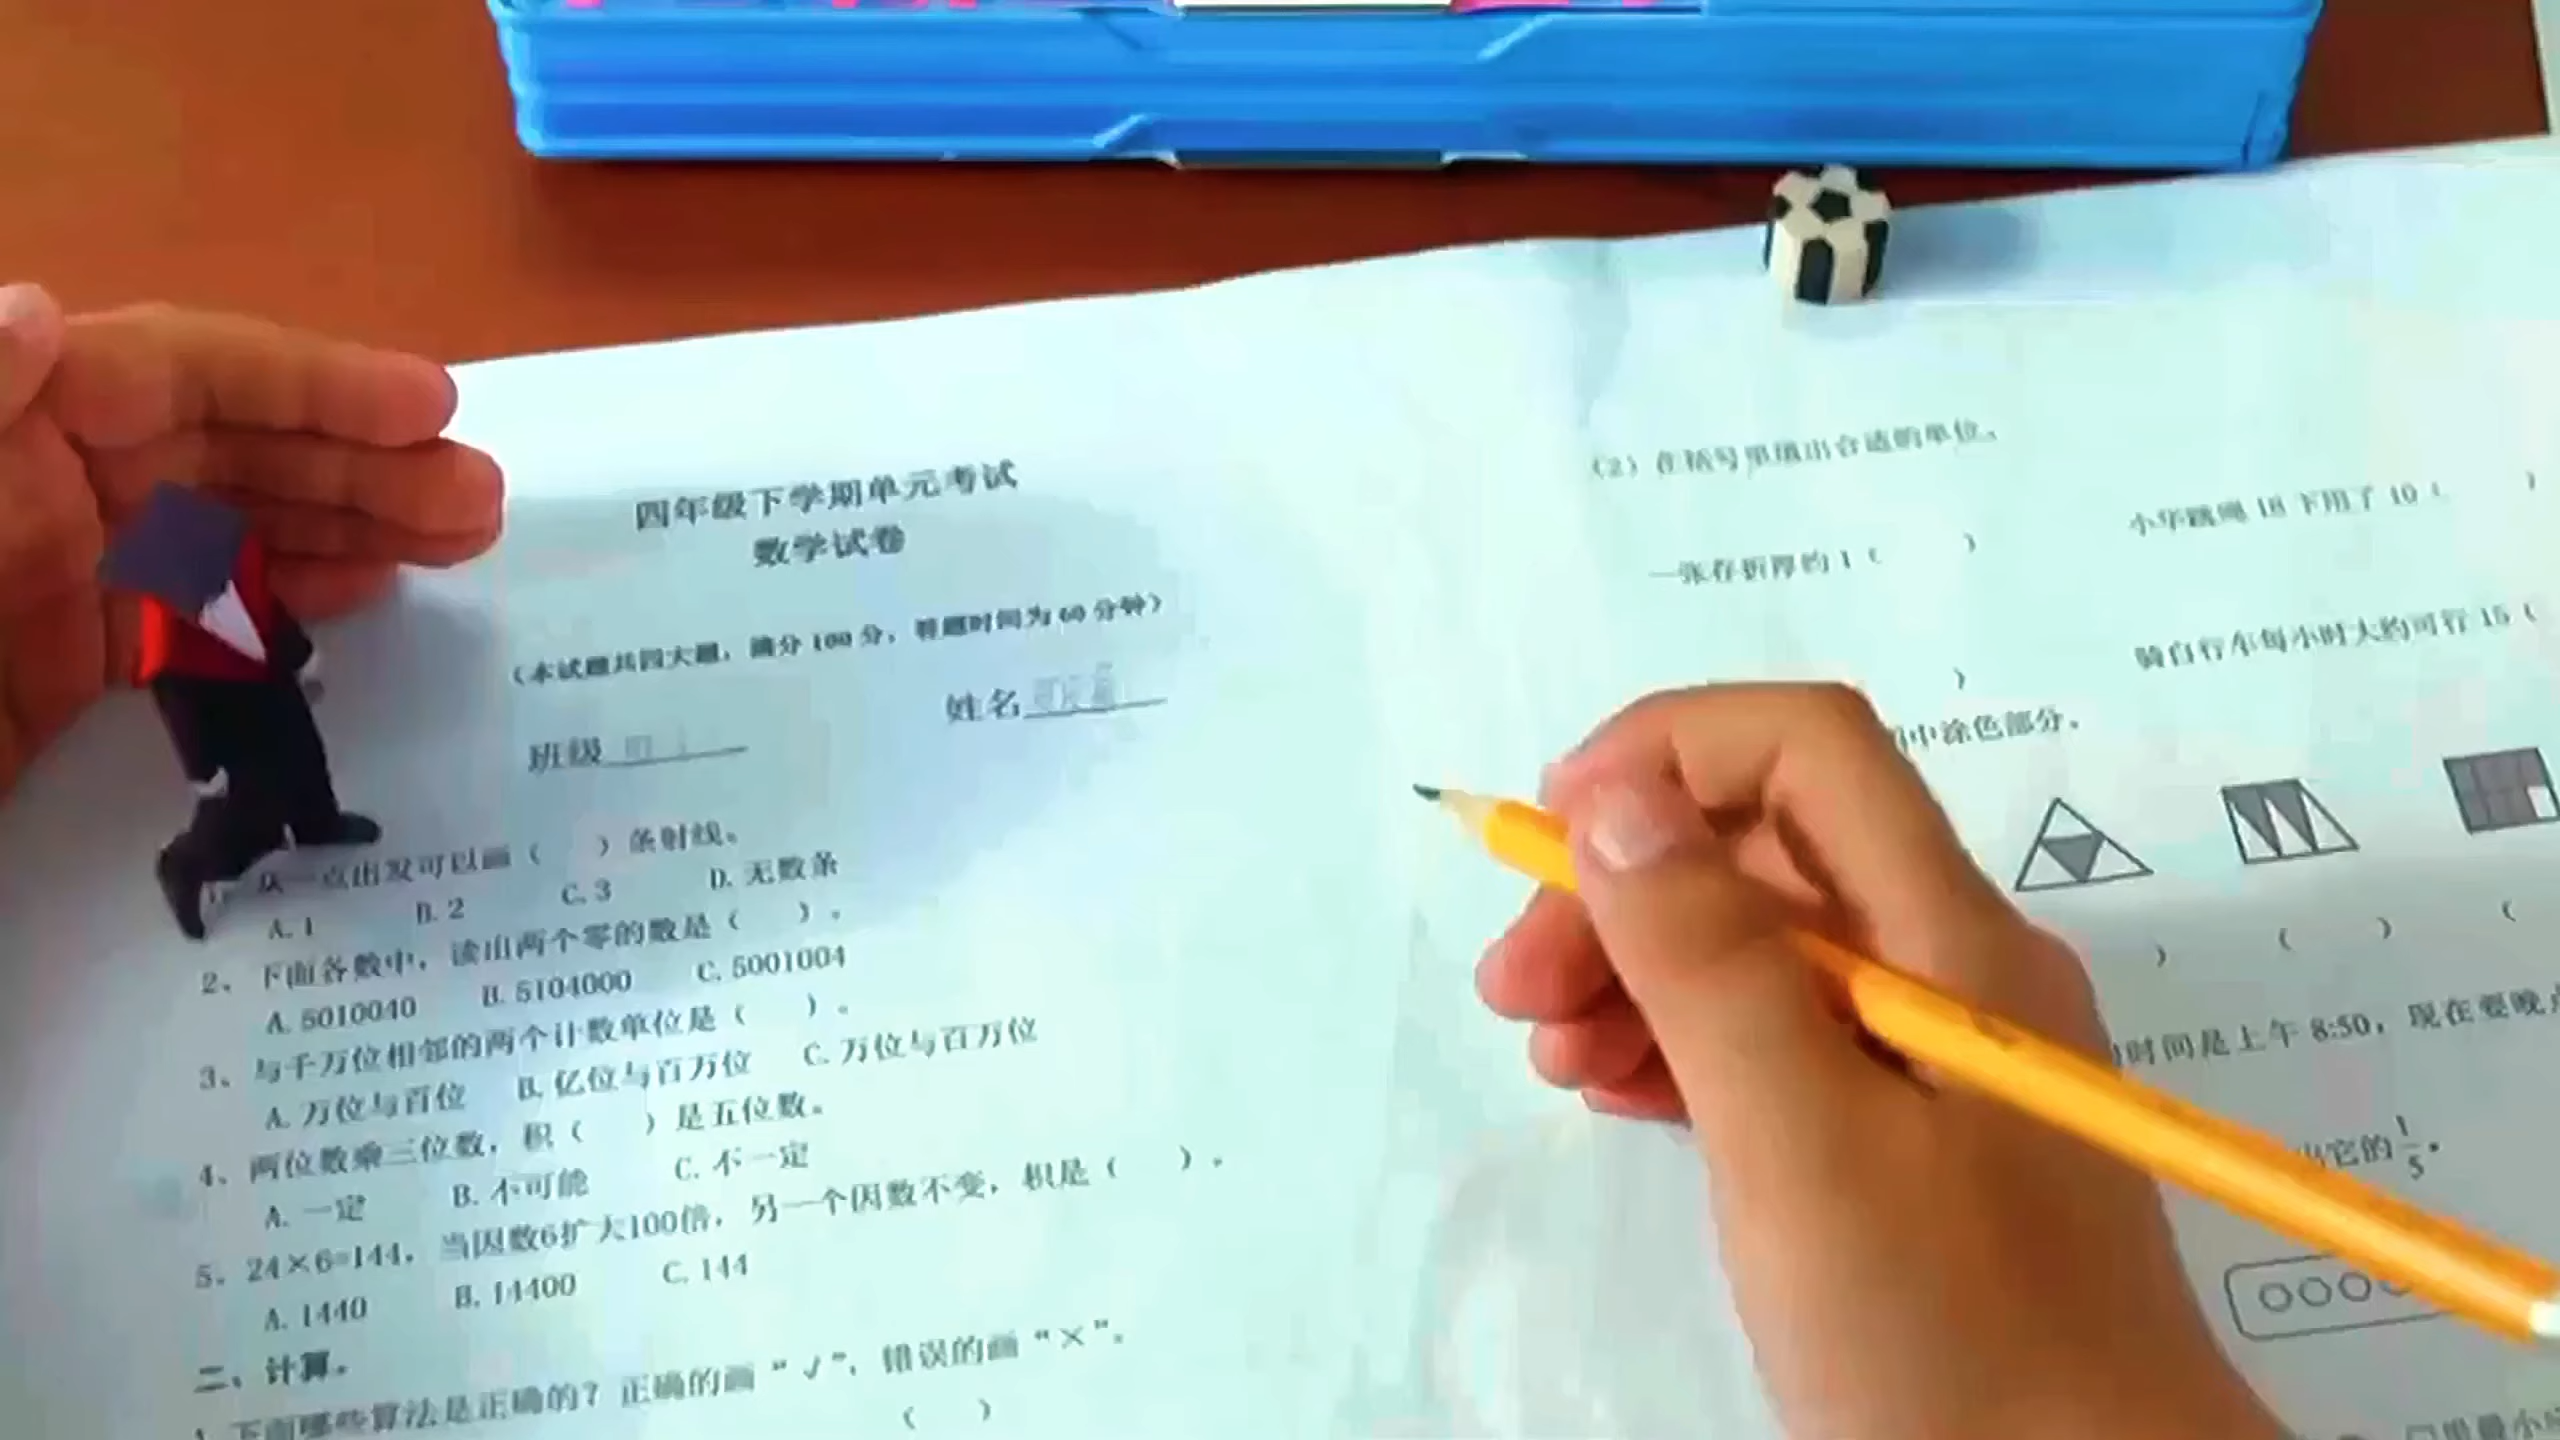 四年级下学期单元考试
数学试卷
（本试题共四大题，满分 100 分，答题时间为 60 分钟）
班级
姓名
从一点出发可以画（ ）条射线。
A. 1 B. 2 C. 3 D. 无数条
2、下面各数中，读出两个零的数是（ ）。
A. 5010040 B. 5104000 C. 5001004
3、与千万位相邻的两个计数单位是（ ）。
A. 万位与百位 B. 亿位与百万位 C. 万位与百万位
4、两位数乘三位数，积（ ）是五位数。
A. 一定 B. 不可能 C. 不一定
5、24×6=144，当因数6扩大100倍，另一个因数不变，积是（ ）。
A. 1440 B. 14400 C. 144
二、计算。
1、下面哪些算法是正确的？正确的画“√”，错误的画“×”。
（ ）
（2）在括号里填出合适的单位。
一张存折厚约 1（ ）
小华跳绳 18 下用了 10（ ）
）
骑自行车每小时大约可行 15（
中涂色部分。
）（ ）（
时间是上午 8:50，现在要晚点
出它的 1/5。